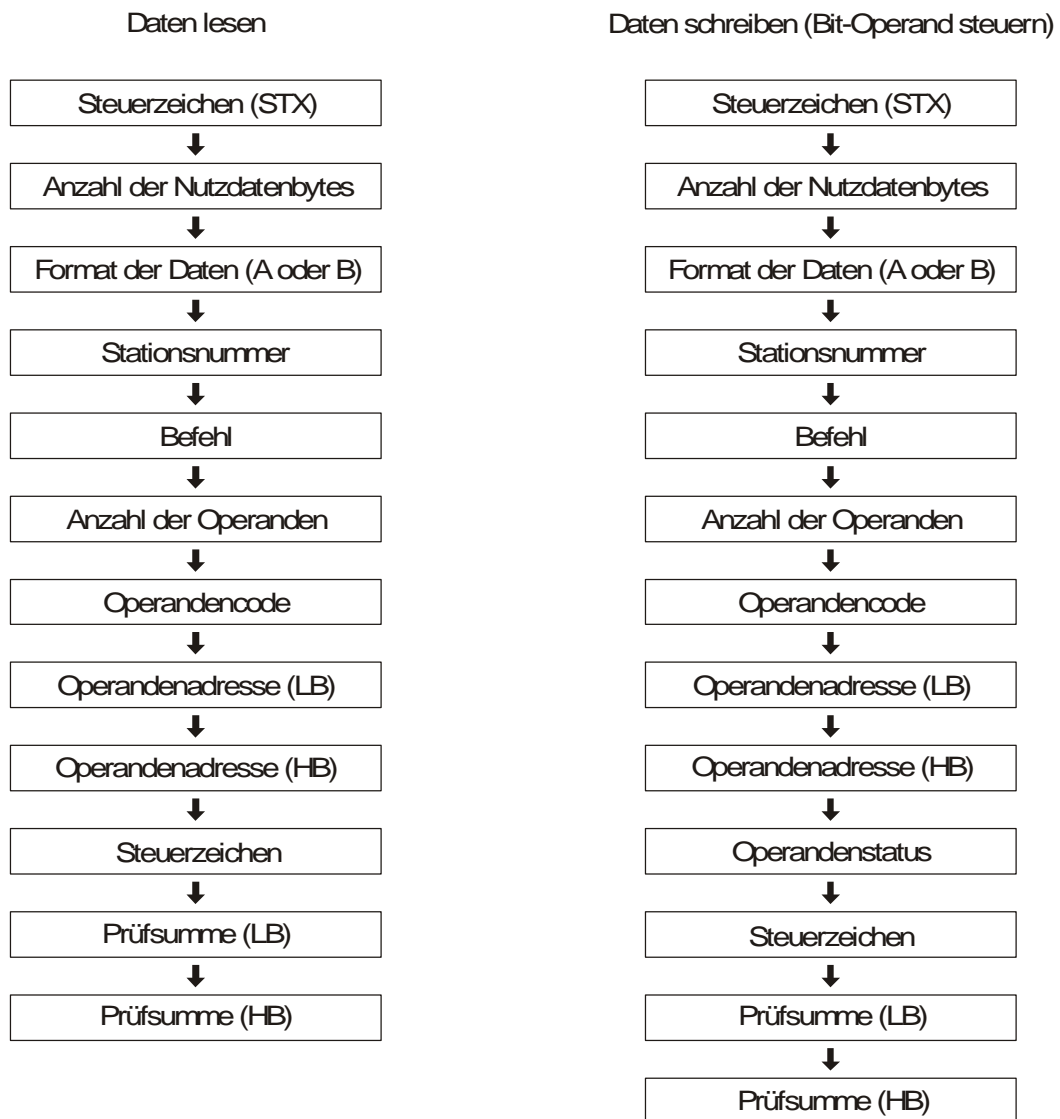 Daten lesen
Steuerzeichen (STX)
Anzahl der Nutzdatenbytes
Format der Daten (A oder B)
Stationsnummer
Befehl
Anzahl der Operanden
Operandencode
Operandenadresse (LB)
Operandenadresse (HB)
Steuerzeichen
Prüfsumme (LB)
Prüfsumme (HB)
Daten schreiben (Bit-Operand steuern)
Steuerzeichen (STX)
Anzahl der Nutzdatenbytes
Format der Daten (A oder B)
Stationsnummer
Befehl
Anzahl der Operanden
Operandencode
Operandenadresse (LB)
Operandenadresse (HB)
Operandenstatus
Steuerzeichen
Prüfsumme (LB)
Prüfsumme (HB)